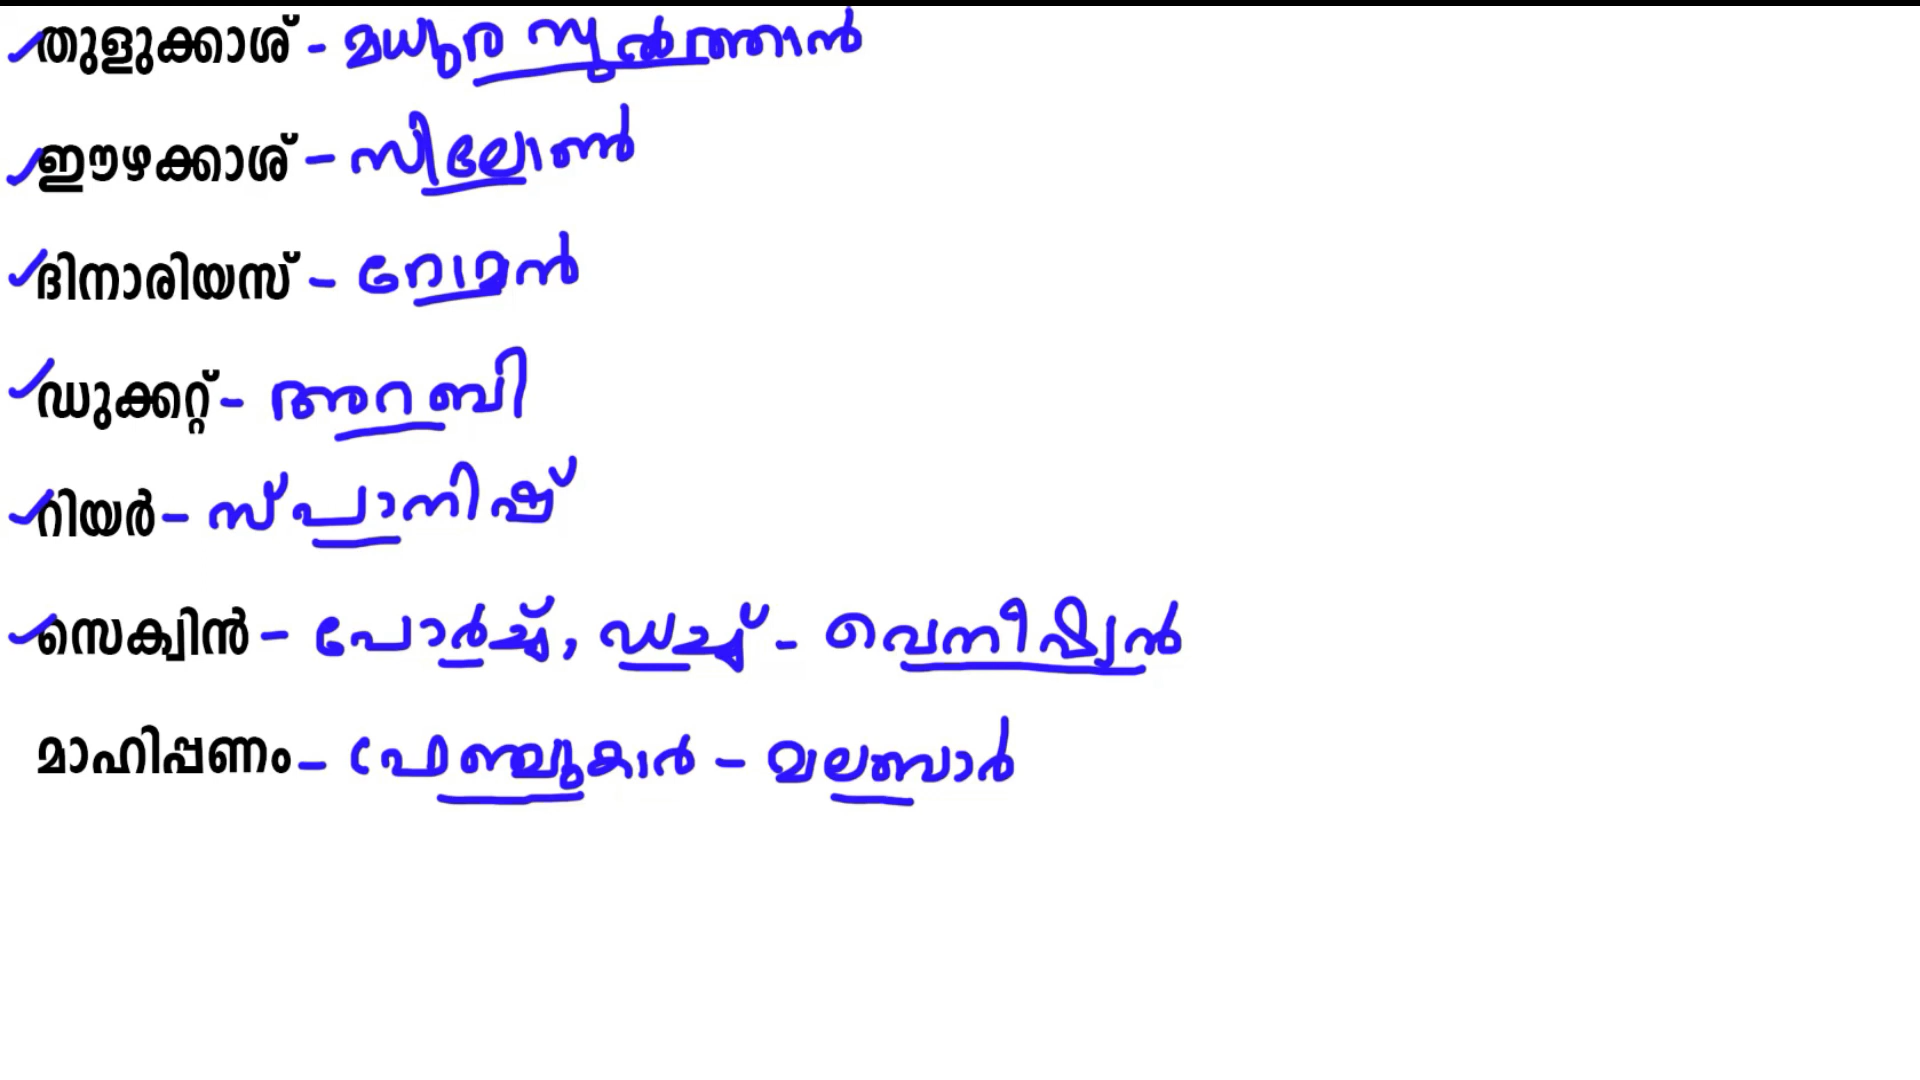 തുളുക്കാശ് - മധുര സുൽത്താൻ
ഈഴക്കാശ് - സിലോൺ
ദിനാരിയസ് - റോമൻ
ഡുക്കറ്റ് - അറബി
റിയർ - സ്പാനിഷ്
സെക്വിൻ - പോർച്ച്, ഡച്ച് - വെനീഷ്യൻ
മാഹിപ്പണം - ഫ്രഞ്ചുകാർ - മലബാർ